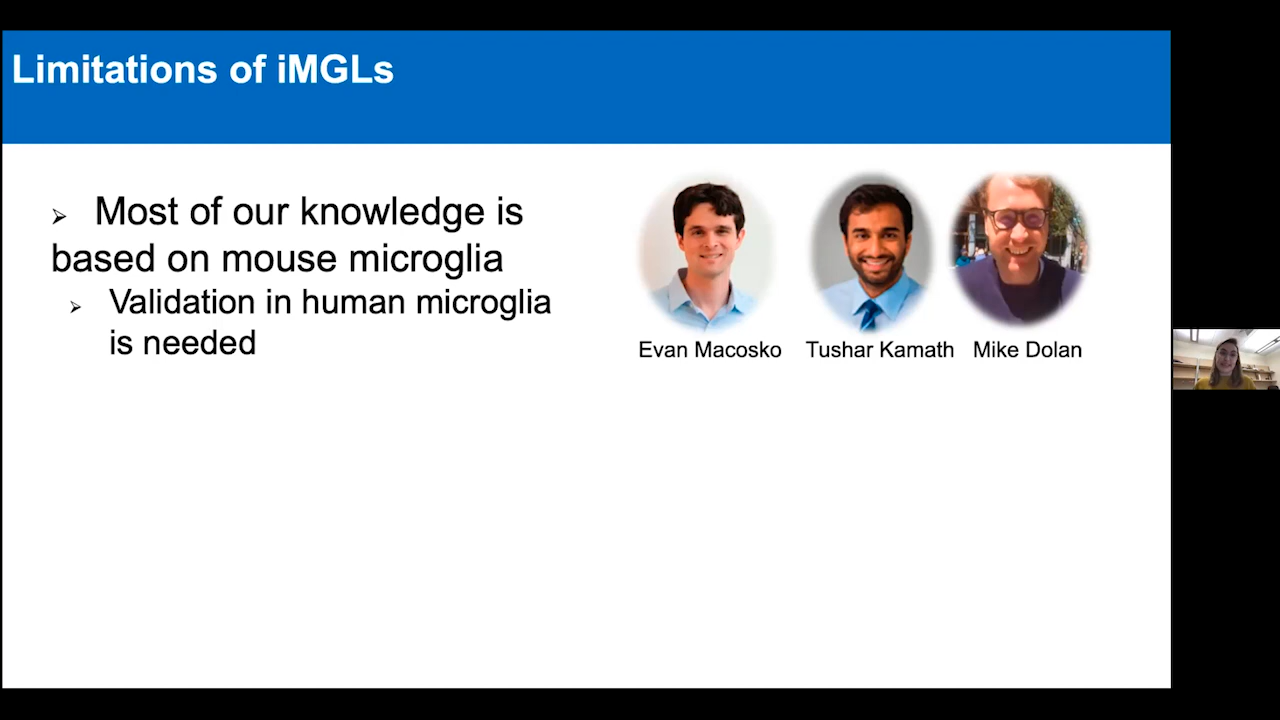 Limitations of iMGLs
➢ Most of our knowledge is
based on mouse microglia
➢ Validation in human microglia
is needed
Evan Macosko Tushar Kamath Mike Dolan